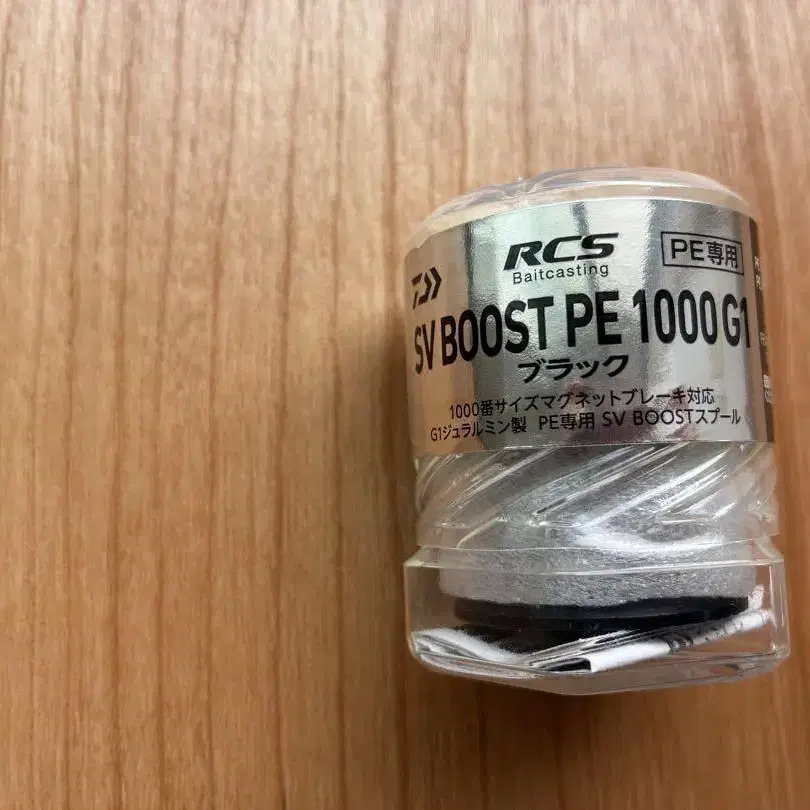 RCS
Baitcasting
PE専用
SV BOOST PE 1000 G1
ブラック
1000番サイズマグネットブレーキ対応
G1ジュラルミン製 PE専用 SV BOOSTスプール